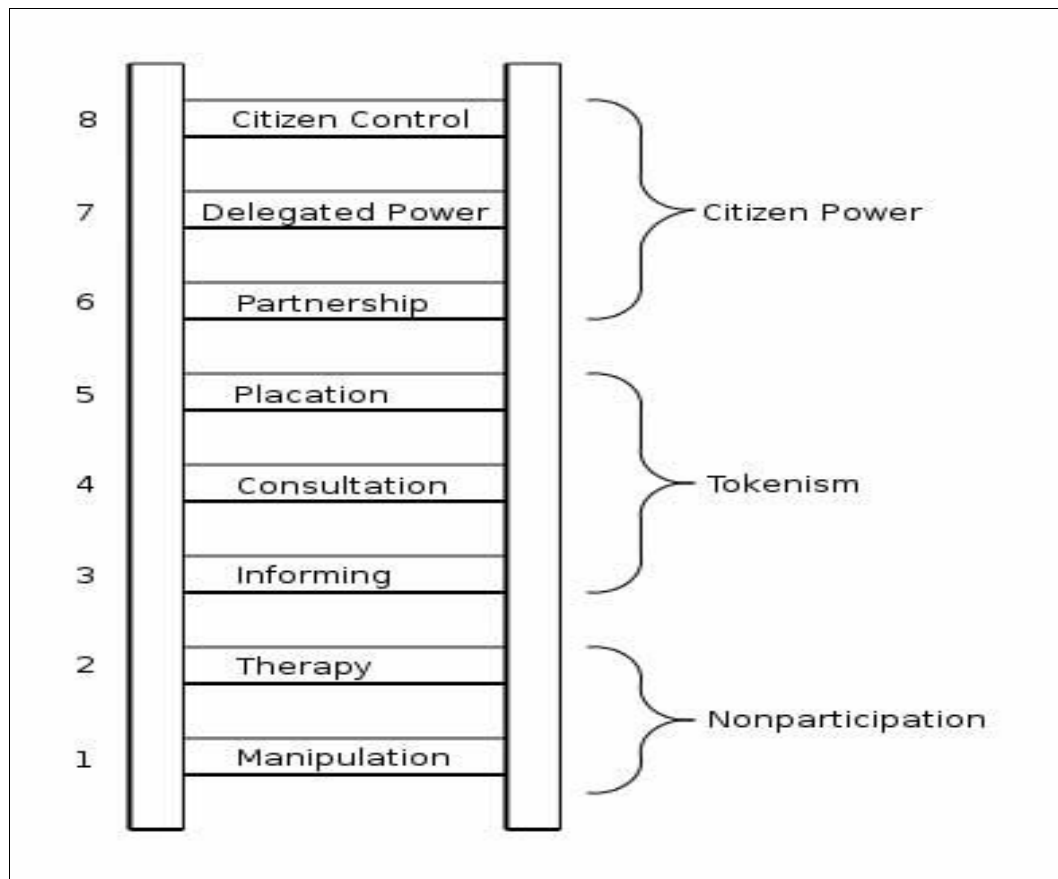 8 Citizen Control
7 Delegated Power
Citizen Power
6 Partnership
5 Placation
4 Consultation
Tokenism
3 Informing
2 Therapy
Nonparticipation
1 Manipulation